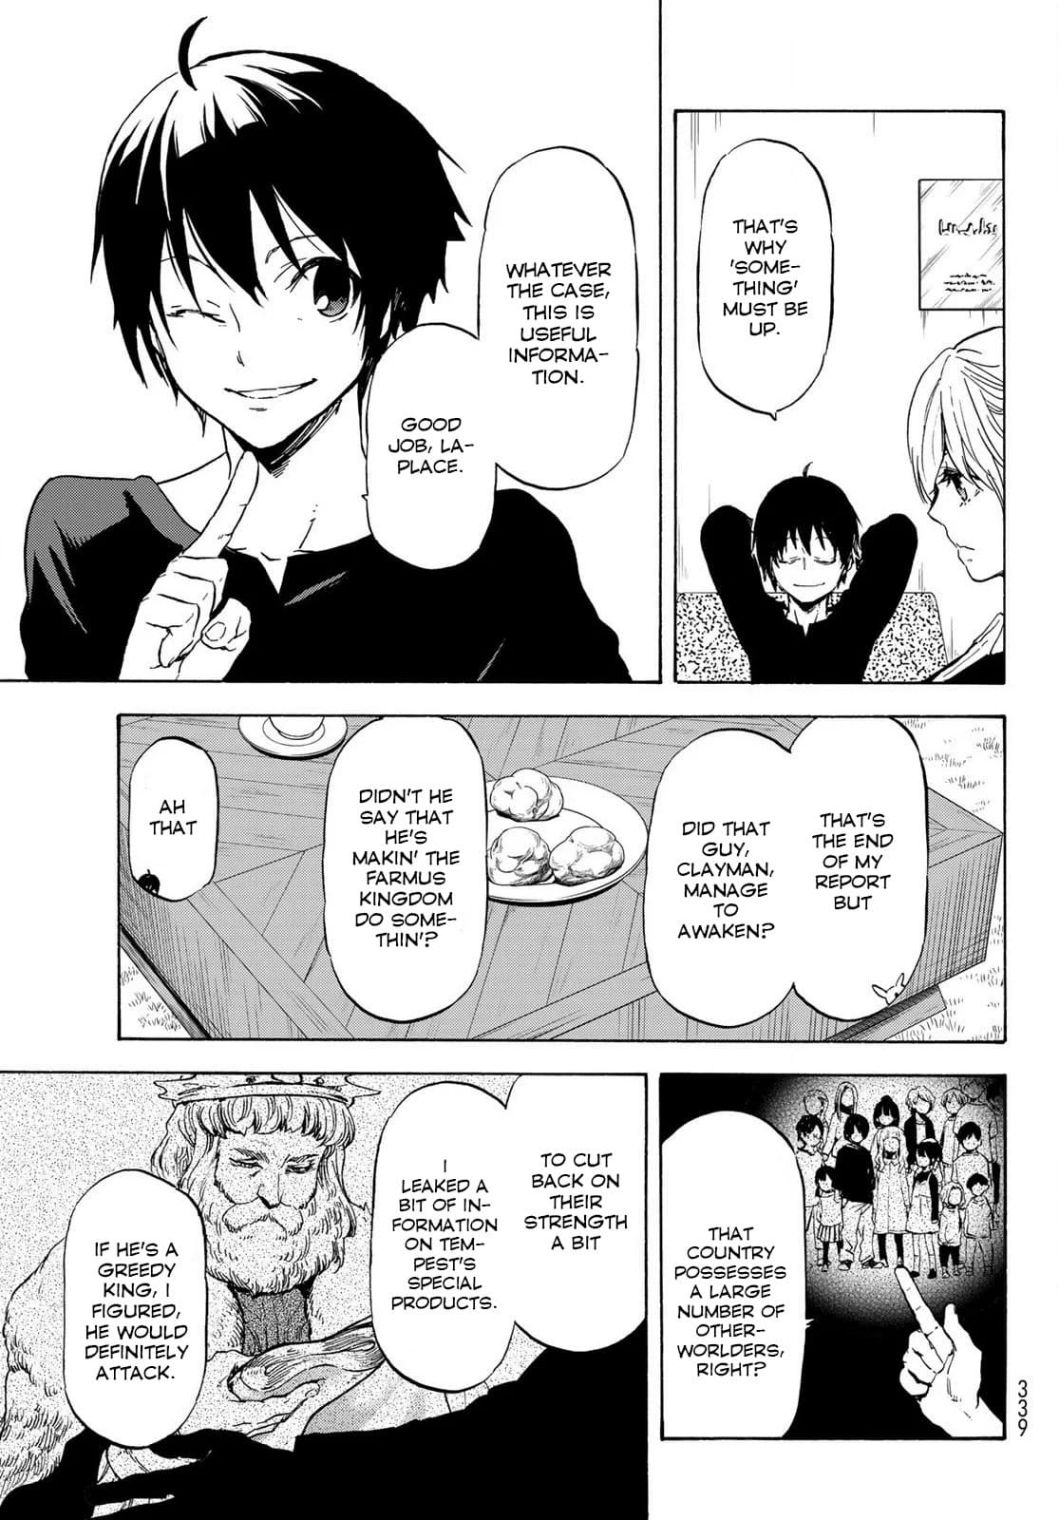 THAT'S
WHY
'SOME-
THING'
MUST BE
UP.
WHATEVER
THE CASE,
THIS IS
USEFUL
INFORMA-
TION.
GOOD
JOB, LA-
PLACE.
THAT'S
THE END
OF MY
REPORT
BUT
DID THAT
GUY,
CLAYMAN,
MANAGE
TO
AWAKEN?
DIDN'T HE
SAY THAT
HE'S
MAKIN' THE
FARMUS
KINGDOM
DO SOME-
THIN'?
AH
THAT
THAT
COUNTRY
POSSESSES
A LARGE
NUMBER OF
OTHER-
WORLDERS,
RIGHT?
TO CUT
BACK ON
THEIR
STRENGTH
A BIT
I
LEAKED A
BIT OF IN-
FORMATION
ON TEM-
PEST'S
SPECIAL
PRODUCTS.
IF HE'S A
GREEDY
KING, I
FIGURED,
HE WOULD
DEFINITELY
ATTACK.
339